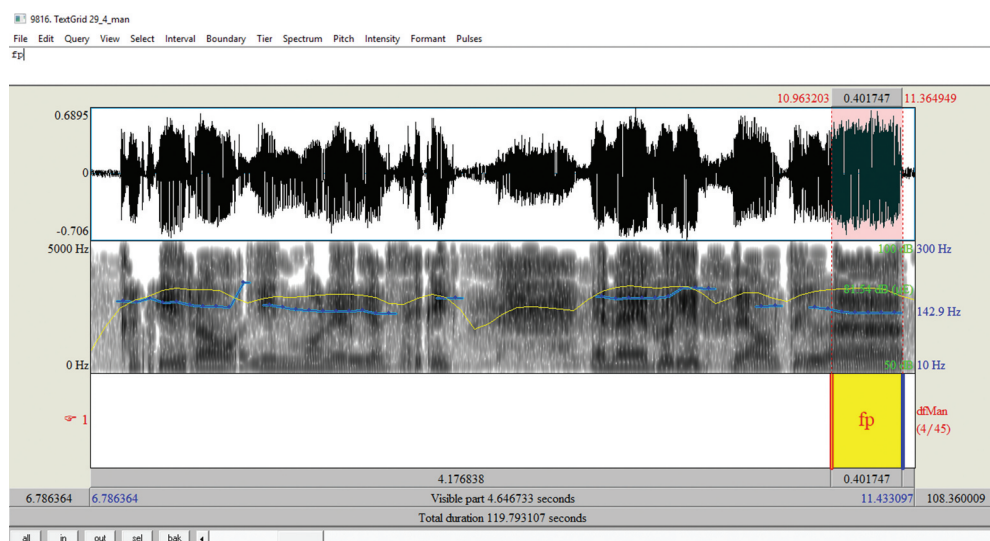 9816. TextGrid 29_4_man
File Edit Query View Select Interval Boundary Tier Spectrum Pitch Intensity Formant Pulses
fp
10.963203 0.401747 11.364949
0.6895
0
-0.706
5000 Hz 300 Hz
142.9 Hz
0 Hz 10 Hz
1 fp dfMan
(4/45)
4.176838 0.401747
6.786364 6.786364 Visible part 4.646733 seconds 11.433097 108.360009
Total duration 119.793107 seconds
all in out sel bak